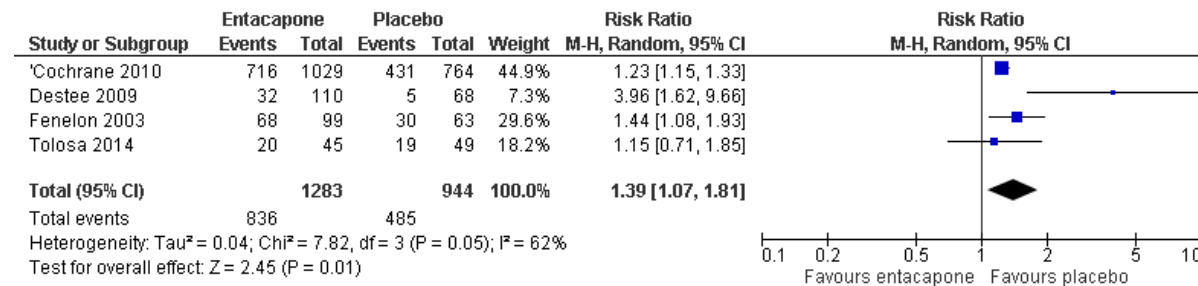 Entacapone Placebo Risk Ratio Risk Ratio
Study or Subgroup Events Total Events Total Weight M-H, Random, 95% CI M-H, Random, 95% CI
'Cochrane 2010 716 1029 431 764 44.9% 1.23 [1.15, 1.33]
Destee 2009 32 110 5 68 7.3% 3.96 [1.62, 9.66]
Fenelon 2003 68 99 30 63 29.6% 1.44 [1.08, 1.93]
Tolosa 2014 20 45 19 49 18.2% 1.15 [0.71, 1.85]
Total (95% CI) 1283 944 100.0% 1.39 [1.07, 1.81]
Total events 836 485
Heterogeneity: Tau² = 0.04; Chi² = 7.82, df = 3 (P = 0.05); I² = 62%
Test for overall effect: Z = 2.45 (P = 0.01)
0.1 0.2 0.5 1 2 5 10
Favours entacapone Favours placebo